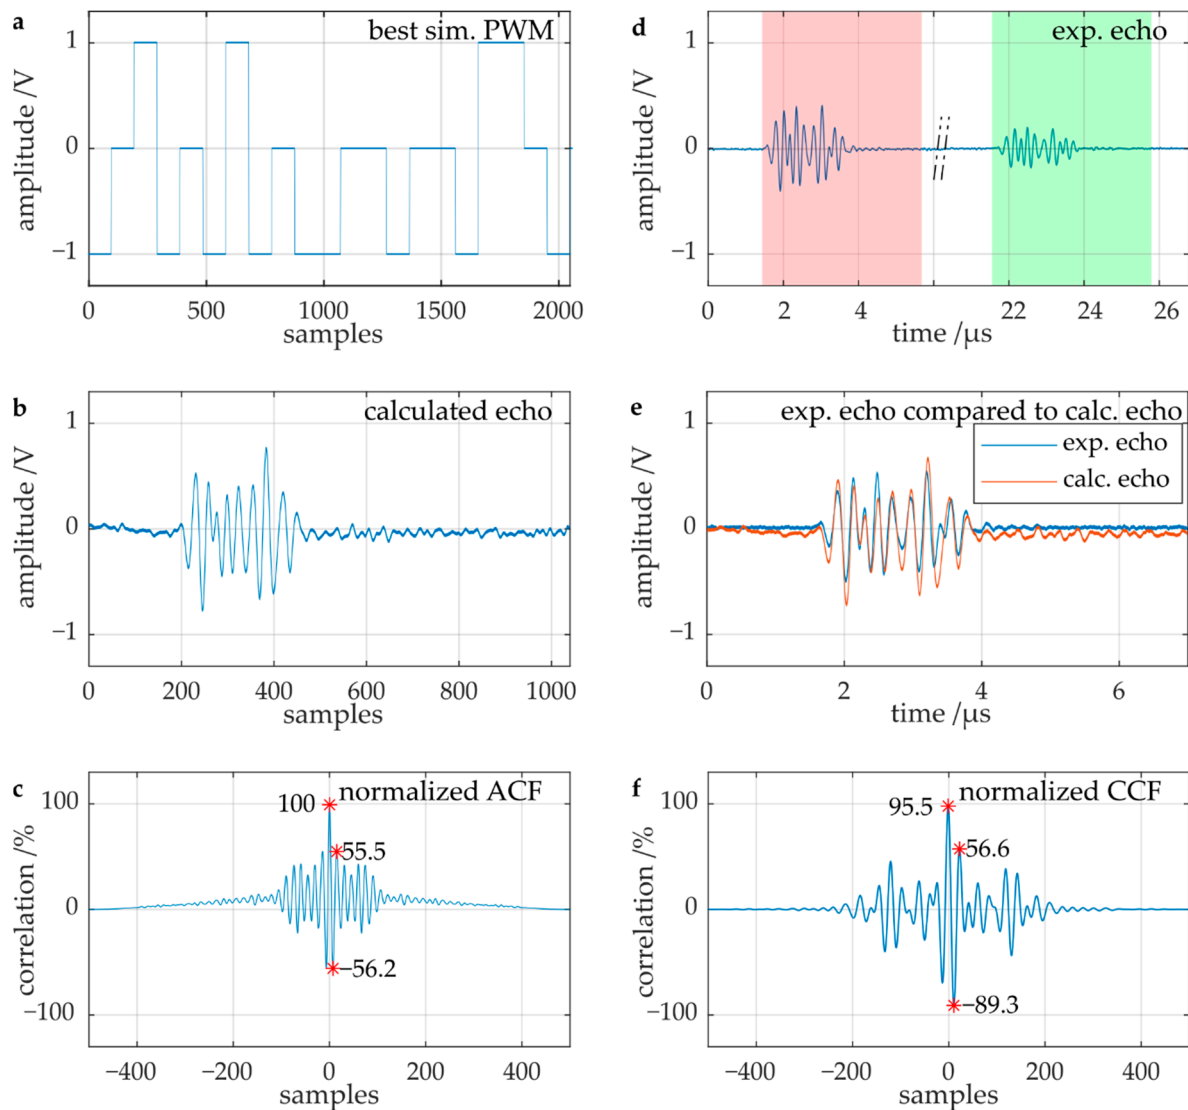 a
best sim. PWM
amplitude /V
1
0
−1
0 500 1000 1500 2000
samples
d
exp. echo
amplitude /V
1
0
−1
0 2 4 22 24 26
time /µs
b
calculated echo
amplitude /V
1
0
−1
0 200 400 600 800 1000
samples
e
exp. echo compared to calc. echo
exp. echo
calc. echo
amplitude /V
1
0
−1
0 2 4 6
time /µs
c
normalized ACF
correlation /%
100
0
−100
100
55.5
−56.2
−400 −200 0 200 400
samples
f
normalized CCF
correlation /%
100
0
−100
95.5
56.6
−89.3
−400 −200 0 200 400
samples